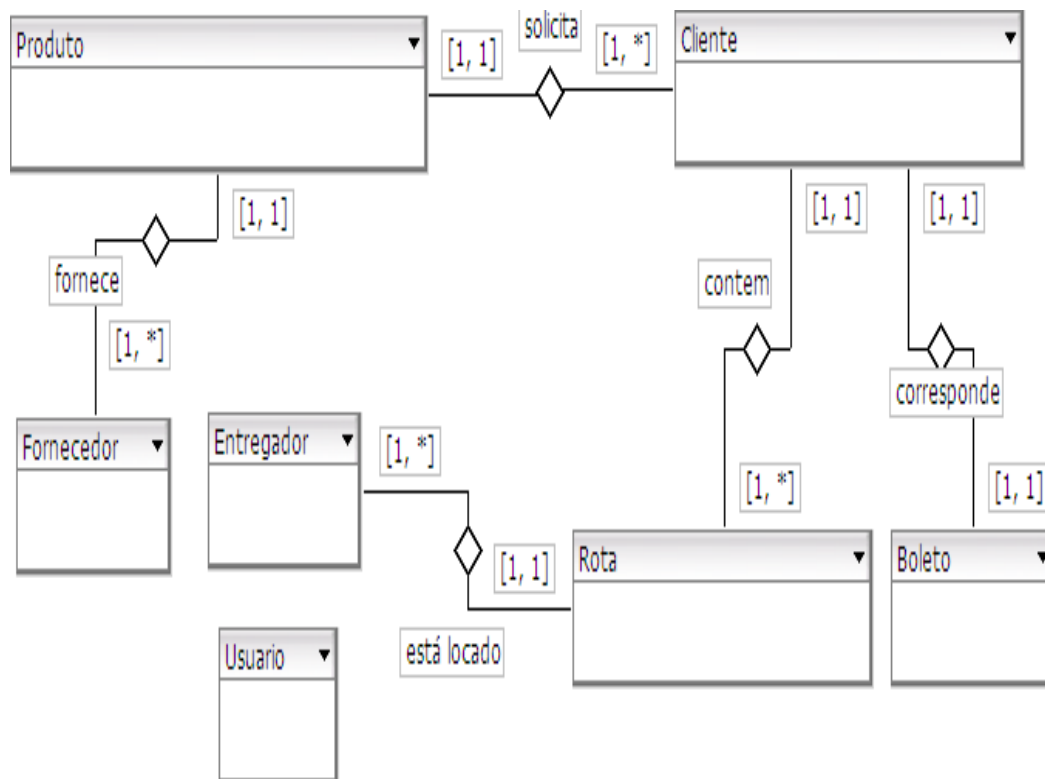 solicita
Produto
[1, 1]
[1, *]
Cliente
[1, 1]
fornece
[1, *]
[1, 1]
[1, 1]
contem
corresponde
Fornecedor
Entregador
[1, *]
[1, *]
[1, 1]
[1, 1]
Rota
Boleto
Usuario
está locado